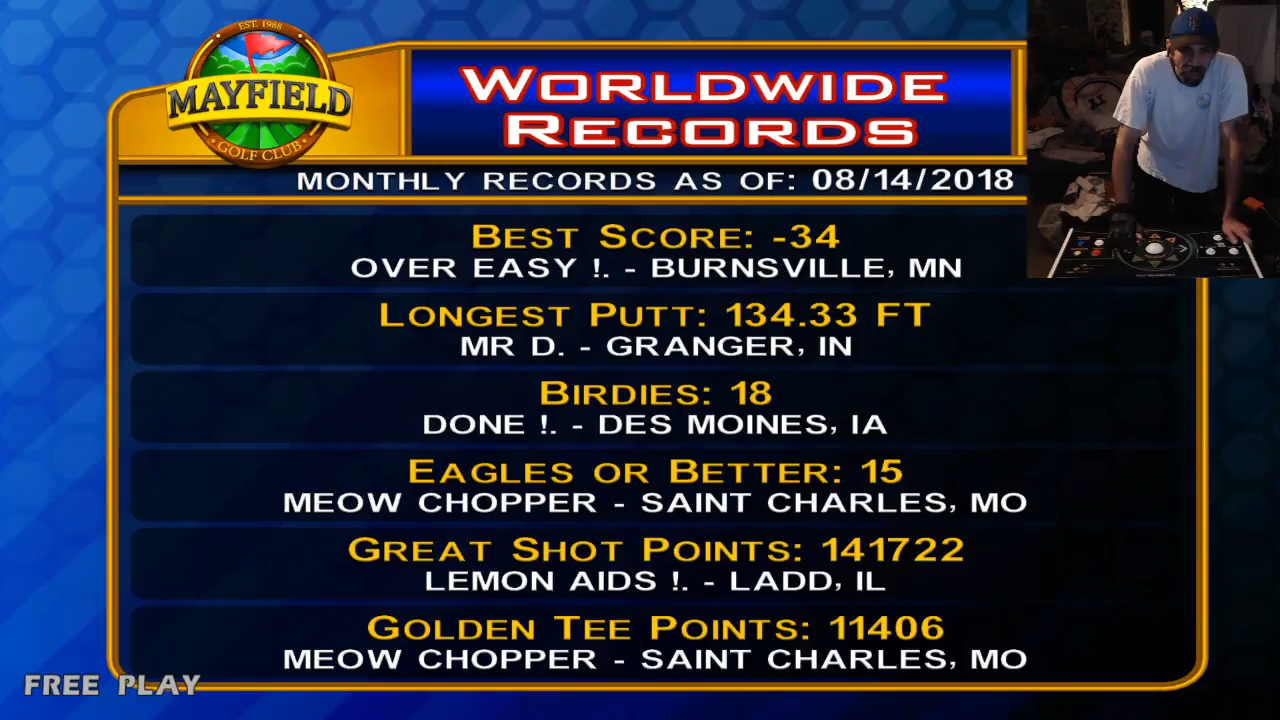 EST. 1988
MAYFIELD
GOLF CLUB
WORLDWIDE
RECORDS
MONTHLY RECORDS AS OF: 08/14/2018
BEST SCORE: -34
OVER EASY !. - BURNSVILLE, MN
LONGEST PUTT: 134.33 FT
MR D. - GRANGER, IN
BIRDIES: 18
DONE !. - DES MOINES, IA
EAGLES OR BETTER: 15
MEOW CHOPPER - SAINT CHARLES, MO
GREAT SHOT POINTS: 141722
LEMON AIDS !. - LADD, IL
GOLDEN TEE POINTS: 11406
MEOW CHOPPER - SAINT CHARLES, MO
FREE PLAY